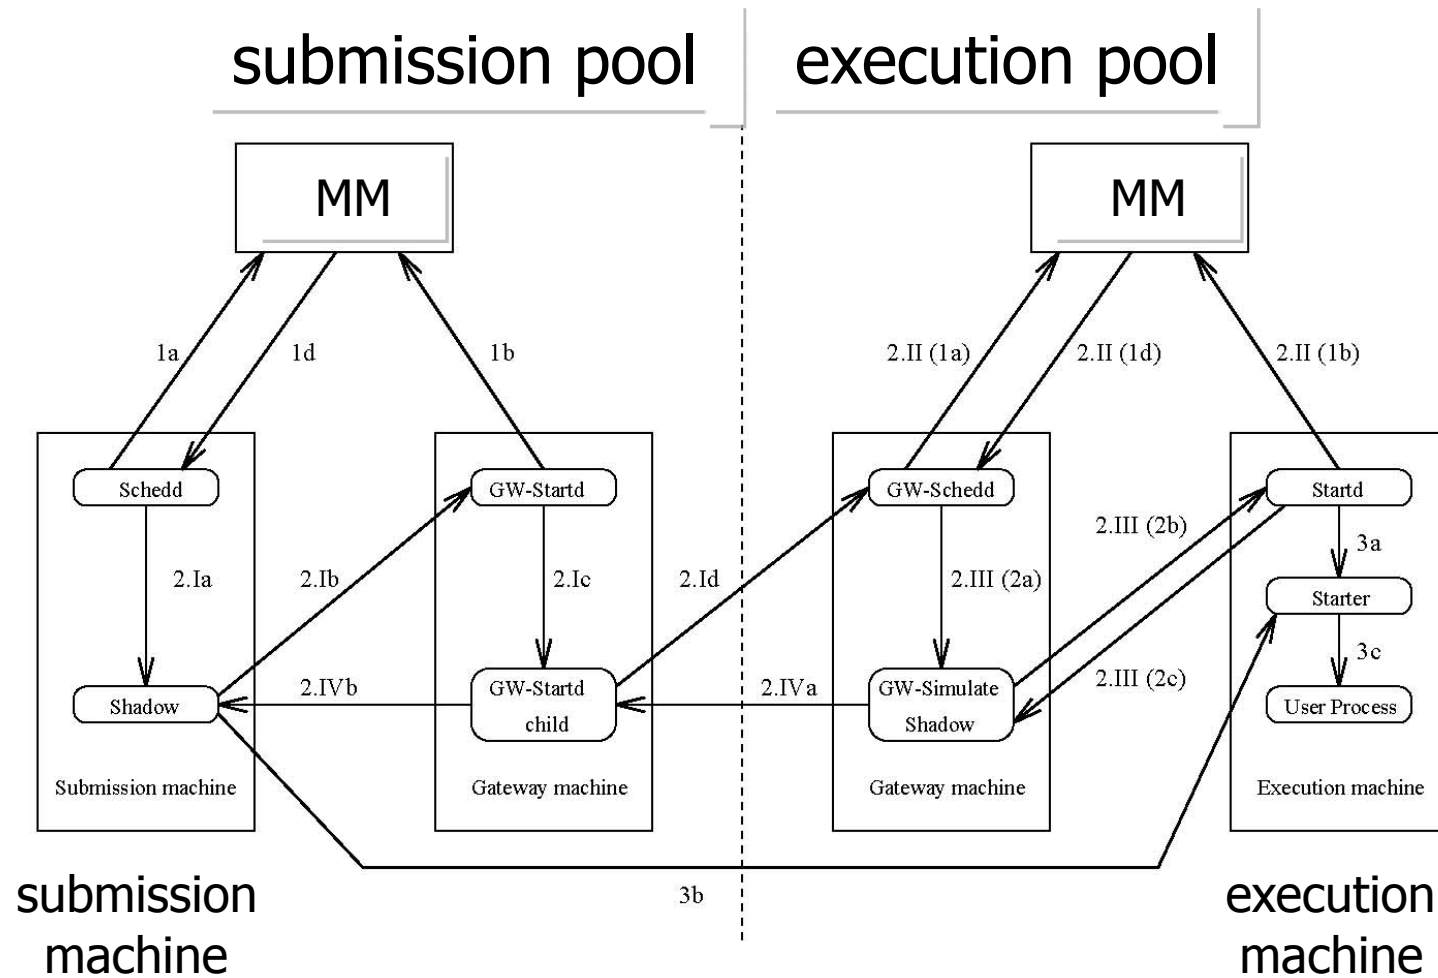 submission pool
execution pool
MM
MM
1a
1d
1b
2.II (1a)
2.II (1d)
2.II (1b)
Schedd
GW-Startd
GW-Schedd
Startd
2.Ia
2.Ib
2.Ic
2.Id
2.III (2a)
2.III (2b)
3a
Starter
2.III (2c)
3c
Shadow
2.IVb
GW-Startd
child
2.IVa
GW-Simulate
Shadow
User Process
Submission machine
Gateway machine
Gateway machine
Execution machine
3b
submission
machine
execution
machine